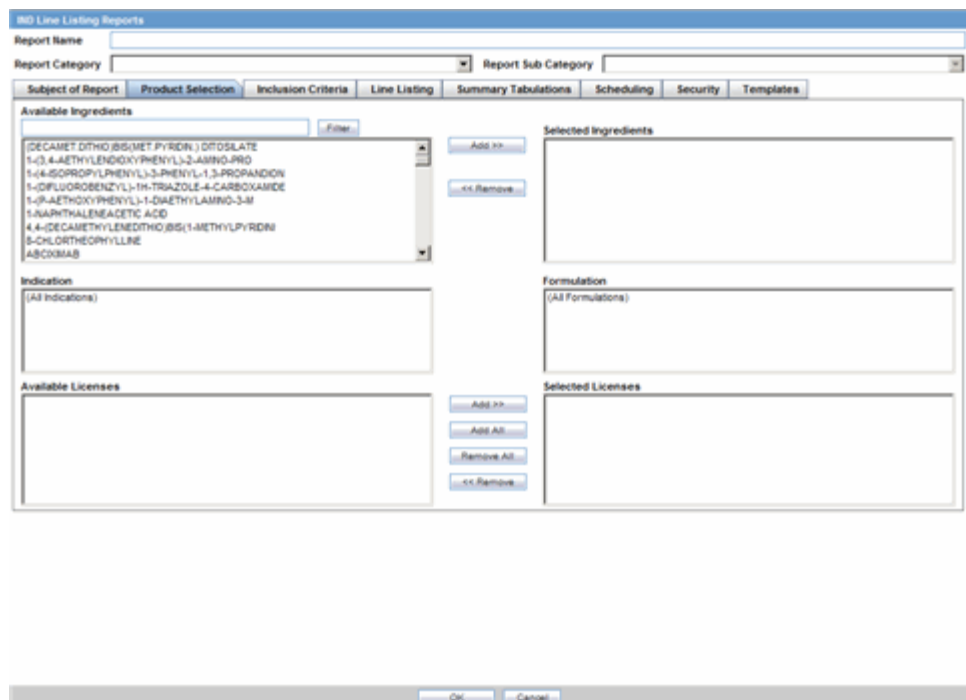 IND Line Listing Reports
Report Name
Report Category Report Sub Category
Subject of Report Product Selection Inclusion Criteria Line Listing Summary Tabulations Scheduling Security Templates
Available Ingredients
Filter
Selected Ingredients
(DECAMET.DITHIO)BIS(MET.PYRIDIN.) DITOSILATE
1-(3,4-AETHYLENDIOXYPHENYL)-2-AMINO-PRO
1-(4-ISOPROPYLPHENYL)-3-PHENYL-1,3-PROPANDION
1-(DIFLUOROBENZYL)-1H-TRIAZOLE-4-CARBOXAMIDE
1-(P-AETHOXYPHENYL)-1-DIAETHYLAMINO-3-M
1-NAPHTHALENEACETIC ACID
4,4-(DECAMETHYLENEDITHIO)BIS(1-METHYLPYRIDINI
8-CHLORTHEOPHYLLINE
ABCIXIMAB
Add >>
<< Remove
Indication
(All Indications)
Formulation
(All Formulations)
Available Licenses
Selected Licenses
Add >>
Add All
Remove All
<< Remove
OK Cancel